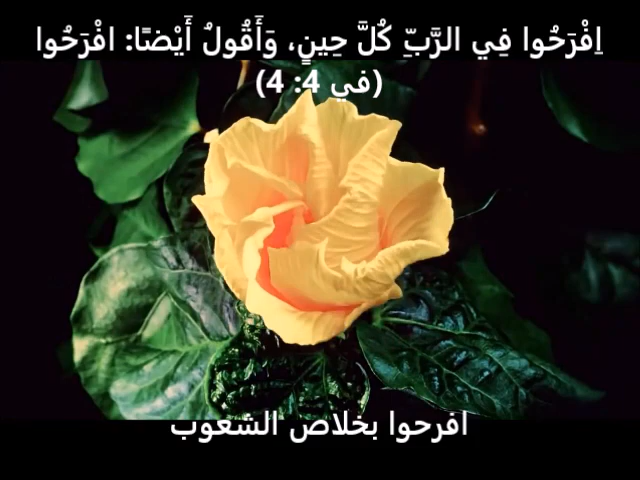 اِفْرَحُوا فِي الرَّبِّ كُلَّ حِينٍ، وَأَقُولُ أَيْضًا: افْرَحُوا
(في 4: 4)
افرحوا بخلاص الشعوب